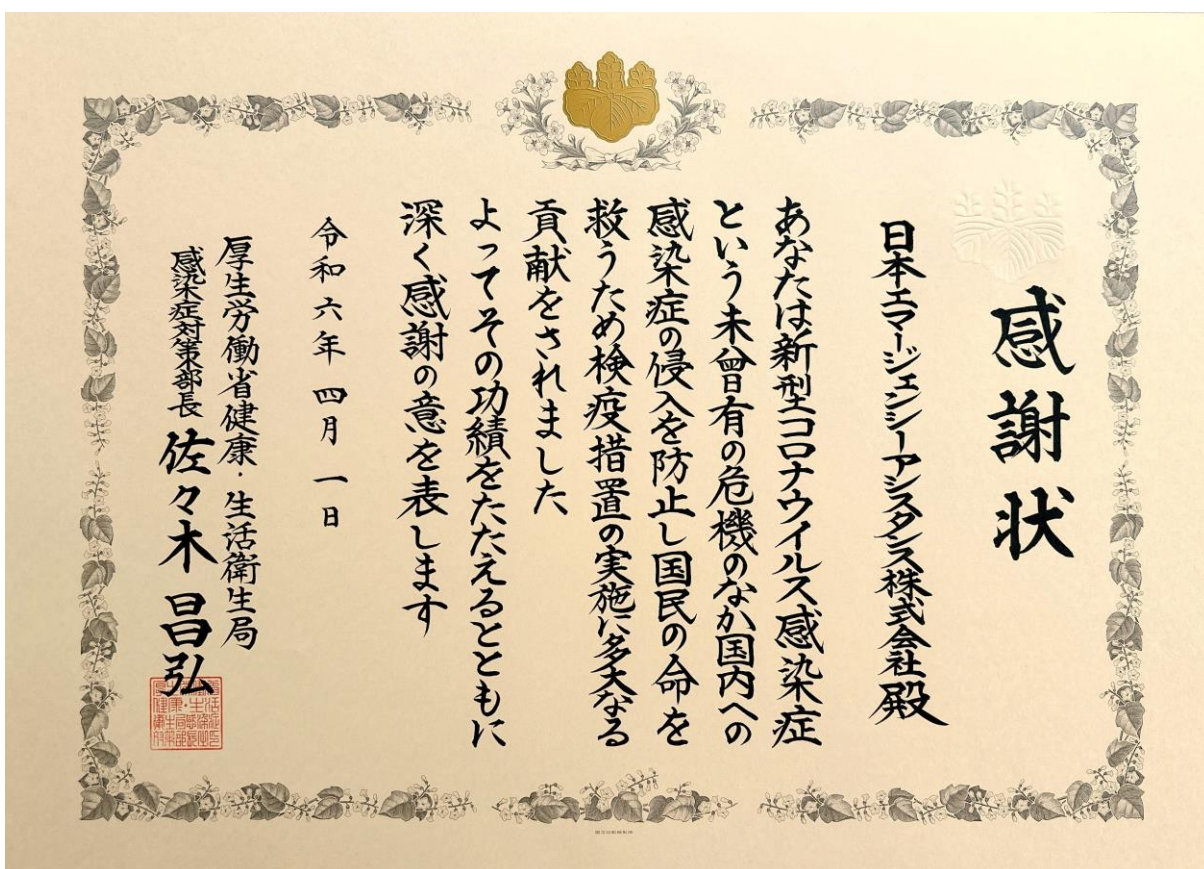 感謝状
日本エマージェンシーアシスタンス株式会社殿
あなたは新型コロナウイルス感染症
という未曾有の危機のなか国内への
感染症の侵入を防止し国民の命を
救うため検疫措置の実施に多大なる
貢献をされました
よってその功績をたたえるとともに
深く感謝の意を表します
令和六年四月一日
厚生労働省健康・生活衛生局
感染症対策部長 佐々木昌弘